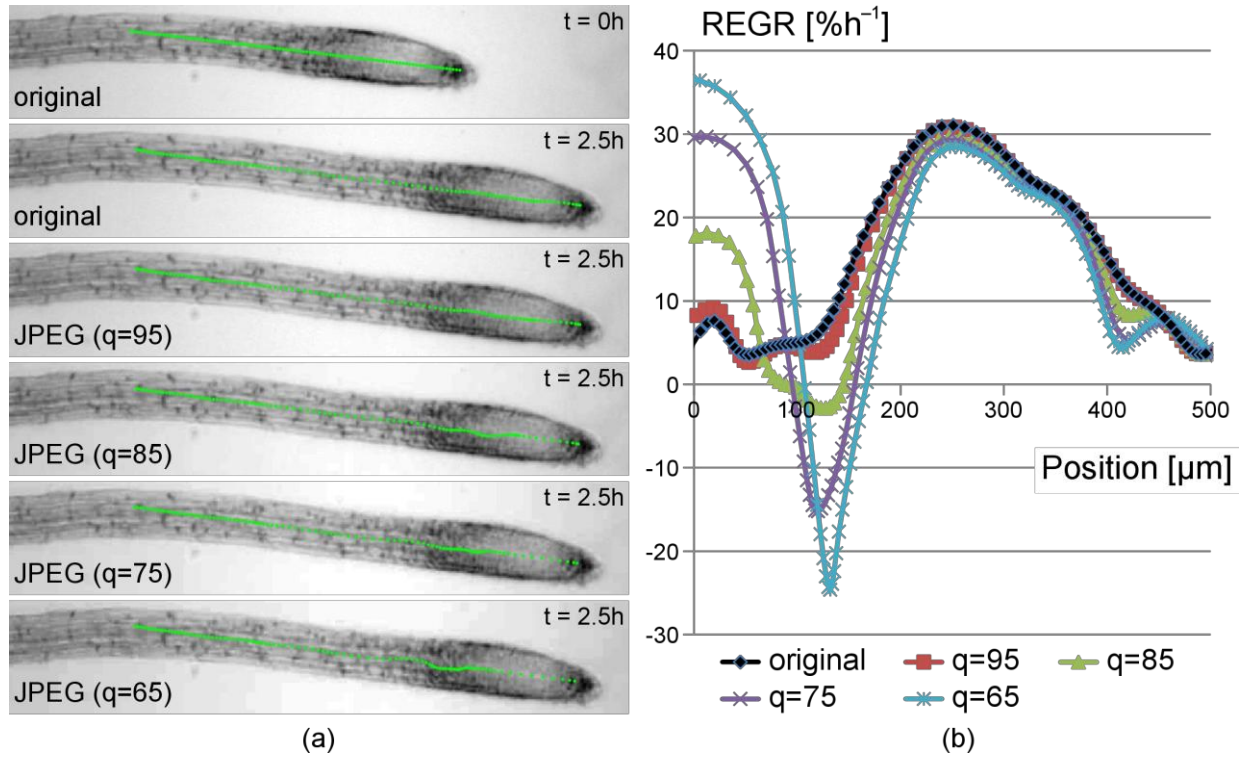 t = 0h
original
t = 2.5h
original
t = 2.5h
JPEG (q=95)
t = 2.5h
JPEG (q=85)
t = 2.5h
JPEG (q=75)
t = 2.5h
JPEG (q=65)
(a)
REGR [%h⁻¹]
40
30
20
10
0
-10
-20
-30
0 100 200 300 400 500
Position [µm]
original q=95 q=85
q=75 q=65
(b)